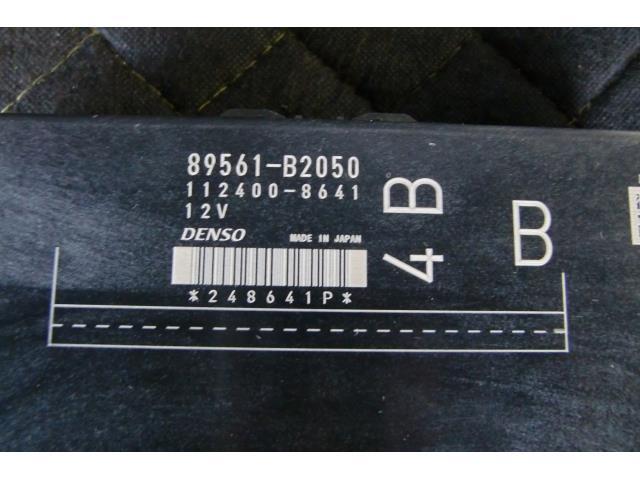 89561-B2050
112400-8641
12V
DENSO MADE IN JAPAN
*248641P*
4B
B